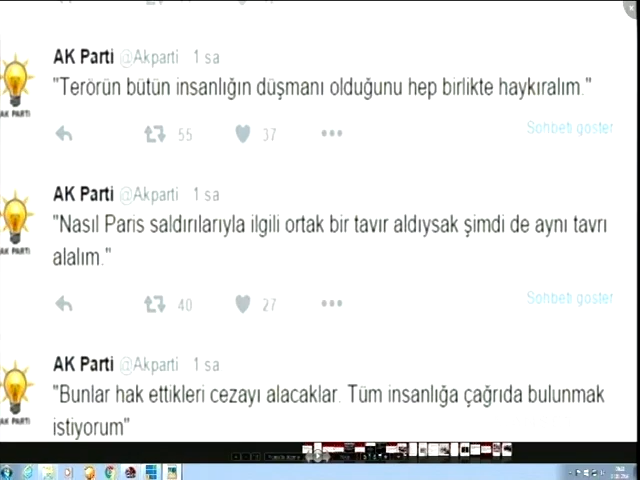 AK Parti @Akparti 1 sa
"Terörün bütün insanlığın düşmanı olduğunu hep birlikte haykıralım."
55 37 Sohbeti göster
AK PARTİ
AK Parti @Akparti 1 sa
"Nasıl Paris saldırılarıyla ilgili ortak bir tavır aldıysak şimdi de aynı tavrı
alalım."
AK PARTİ
40 27 Sohbeti göster
AK Parti @Akparti 1 sa
"Bunlar hak ettikleri cezayı alacaklar. Tüm insanlığa çağrıda bulunmak
istiyorum"
AK PARTİ